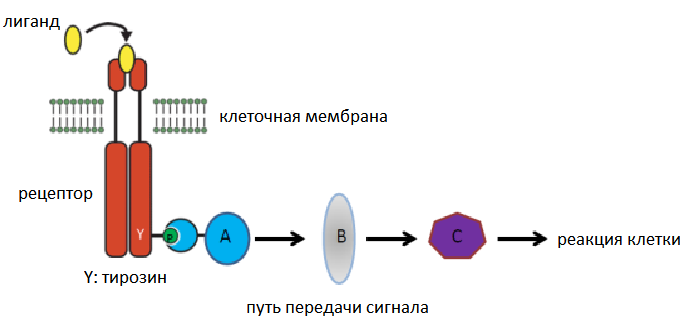 лиганд
клеточная мембрана
рецептор
Y
P
A
B
C
реакция клетки
Y: тирозин
путь передачи сигнала